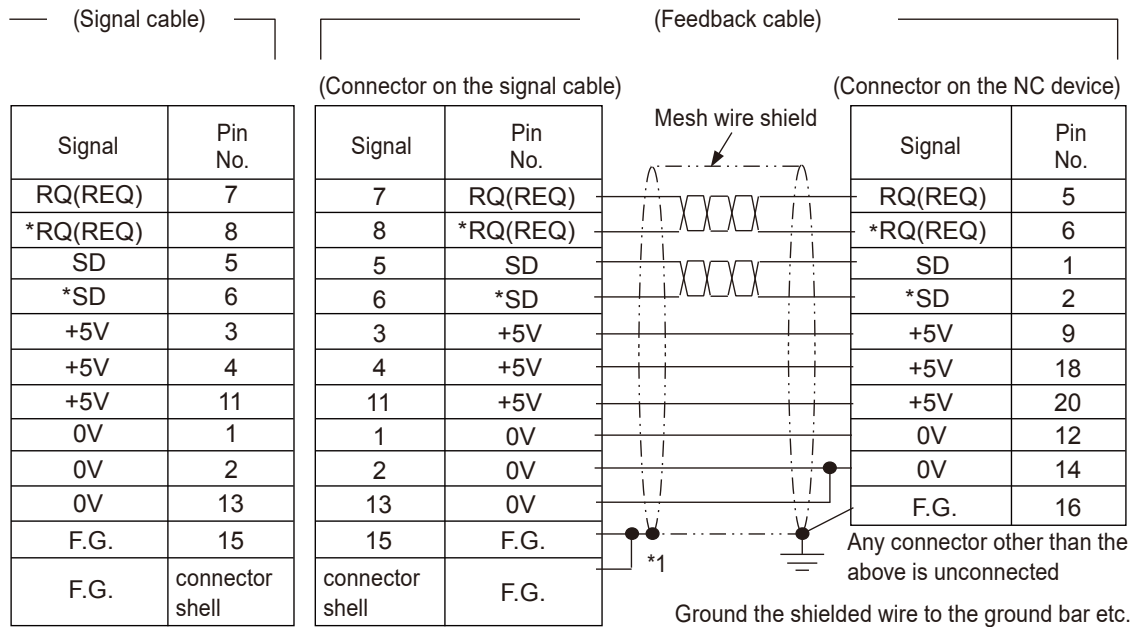 (Signal cable)
(Feedback cable)
(Connector on the signal cable)
(Connector on the NC device)
Signal Pin No.
RQ(REQ) 7
*RQ(REQ) 8
SD 5
*SD 6
+5V 3
+5V 4
+5V 11
0V 1
0V 2
0V 13
F.G. 15
F.G. connector shell
Signal Pin No.
7 RQ(REQ)
8 *RQ(REQ)
5 SD
6 *SD
3 +5V
4 +5V
11 +5V
1 0V
2 0V
13 0V
15 F.G.
connector shell F.G.
Mesh wire shield
*1
Signal Pin No.
RQ(REQ) 5
*RQ(REQ) 6
SD 1
*SD 2
+5V 9
+5V 18
+5V 20
0V 12
0V 14
F.G. 16
Any connector other than the
above is unconnected
Ground the shielded wire to the ground bar etc.